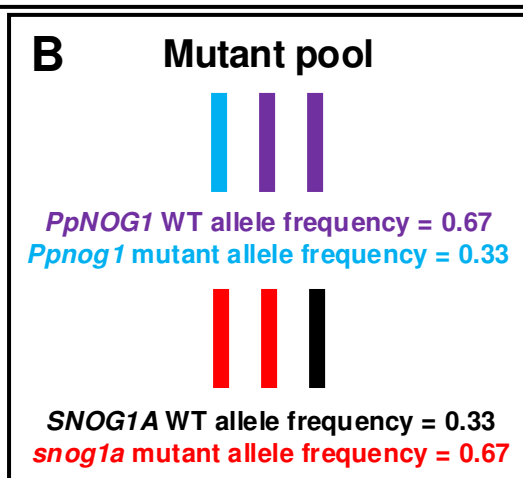 B Mutant pool
PpNOG1 WT allele frequency = 0.67
Ppnog1 mutant allele frequency = 0.33
SNOG1A WT allele frequency = 0.33
snog1a mutant allele frequency = 0.67